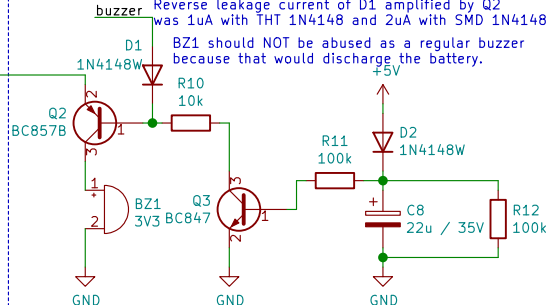 Reverse leakage current of D1 amplified by Q2
was 1uA with THT 1N4148 and 2uA with SMD 1N4148
buzzer
BZ1 should NOT be abused as a regular buzzer
because that would discharge the battery.
D1
1N4148W
+5V
R10
10k
Q2
BC857B
2
1
3
R11
100k
D2
1N4148W
1
+
2
BZ1
3V3
Q3
BC847
3
1
2
+
C8
22u / 35V
R12
100k
GND
GND
GND